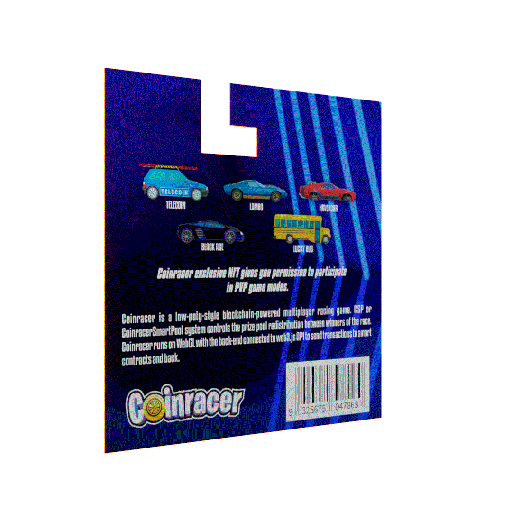 TELECOIN
TELECOIN
LAMBO
BLACK
LUCKY BUS
Coinracer exclusive NFT gives you permission to participate
in PVP game modes.
Coinracer is a low-poly-style blockchain-powered multiplayer racing game. CSP or
CoinracerSmartPool system controls the prize pool redistribution between winners of the race.
Coinracer runs on WebGL with the back-end connected to web3.js API to send transactions to smart
contracts and back.
Coinracer